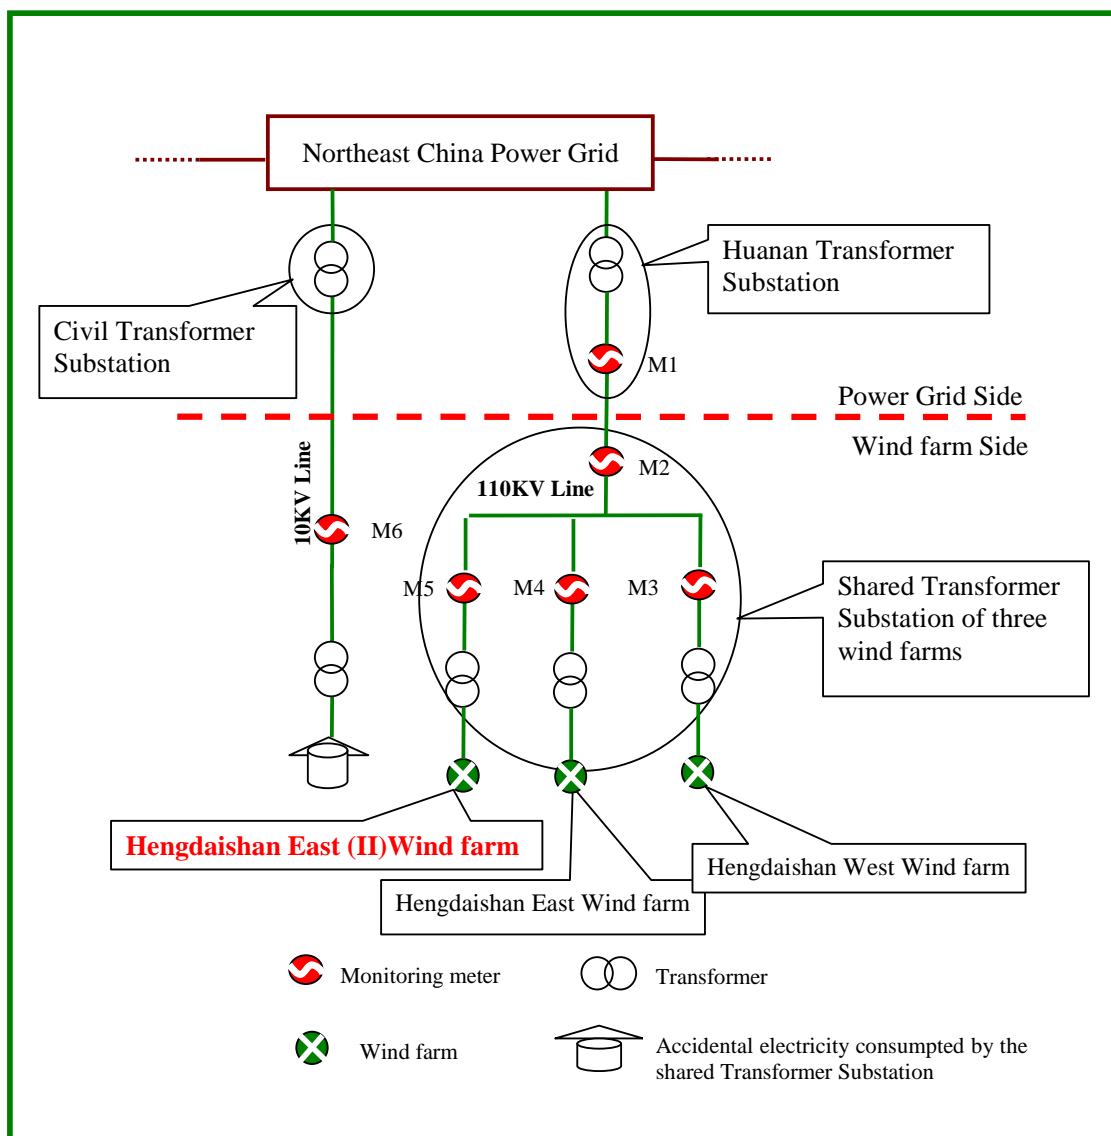 Northeast China Power Grid
Huanan Transformer
Substation
Civil Transformer
Substation
M1
Power Grid Side
Wind farm Side
M2
110KV Line
10KV Line
M6
M5
M4
M3
Shared Transformer
Substation of three
wind farms
Hengdaishan East (II)Wind farm
Hengdaishan West Wind farm
Hengdaishan East Wind farm
Monitoring meter
Transformer
Wind farm
Accidental electricity consumpted by the
shared Transformer Substation